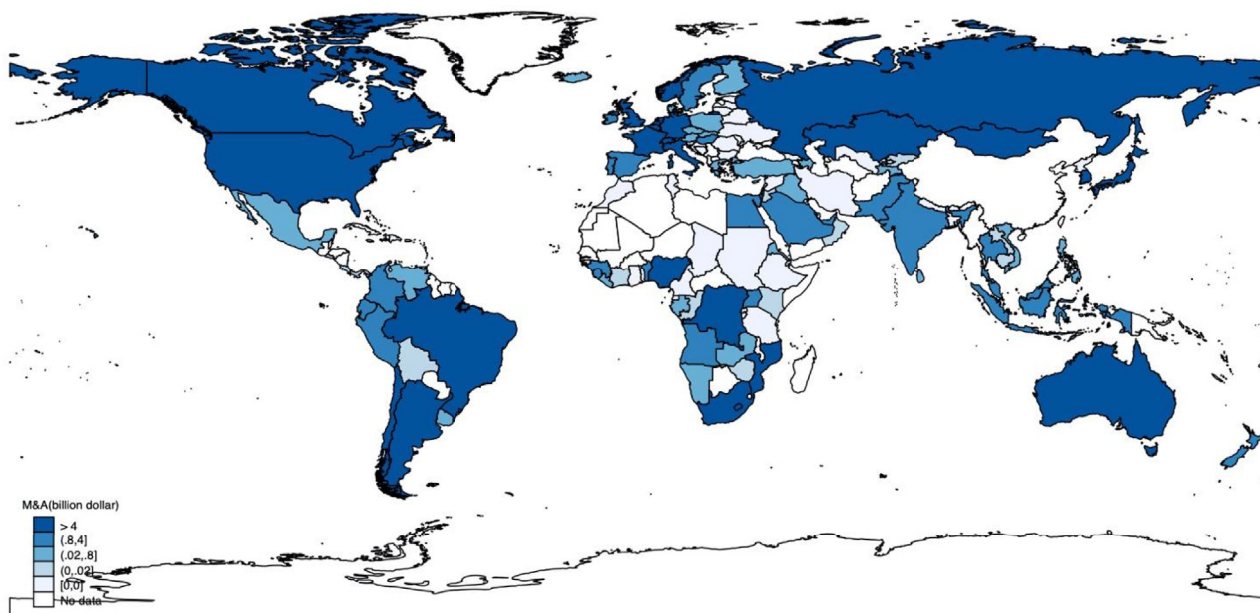 M&A(billion dollar)
> 4
(.8,4]
(.02,.8]
(0,.02]
[0,0]
No data